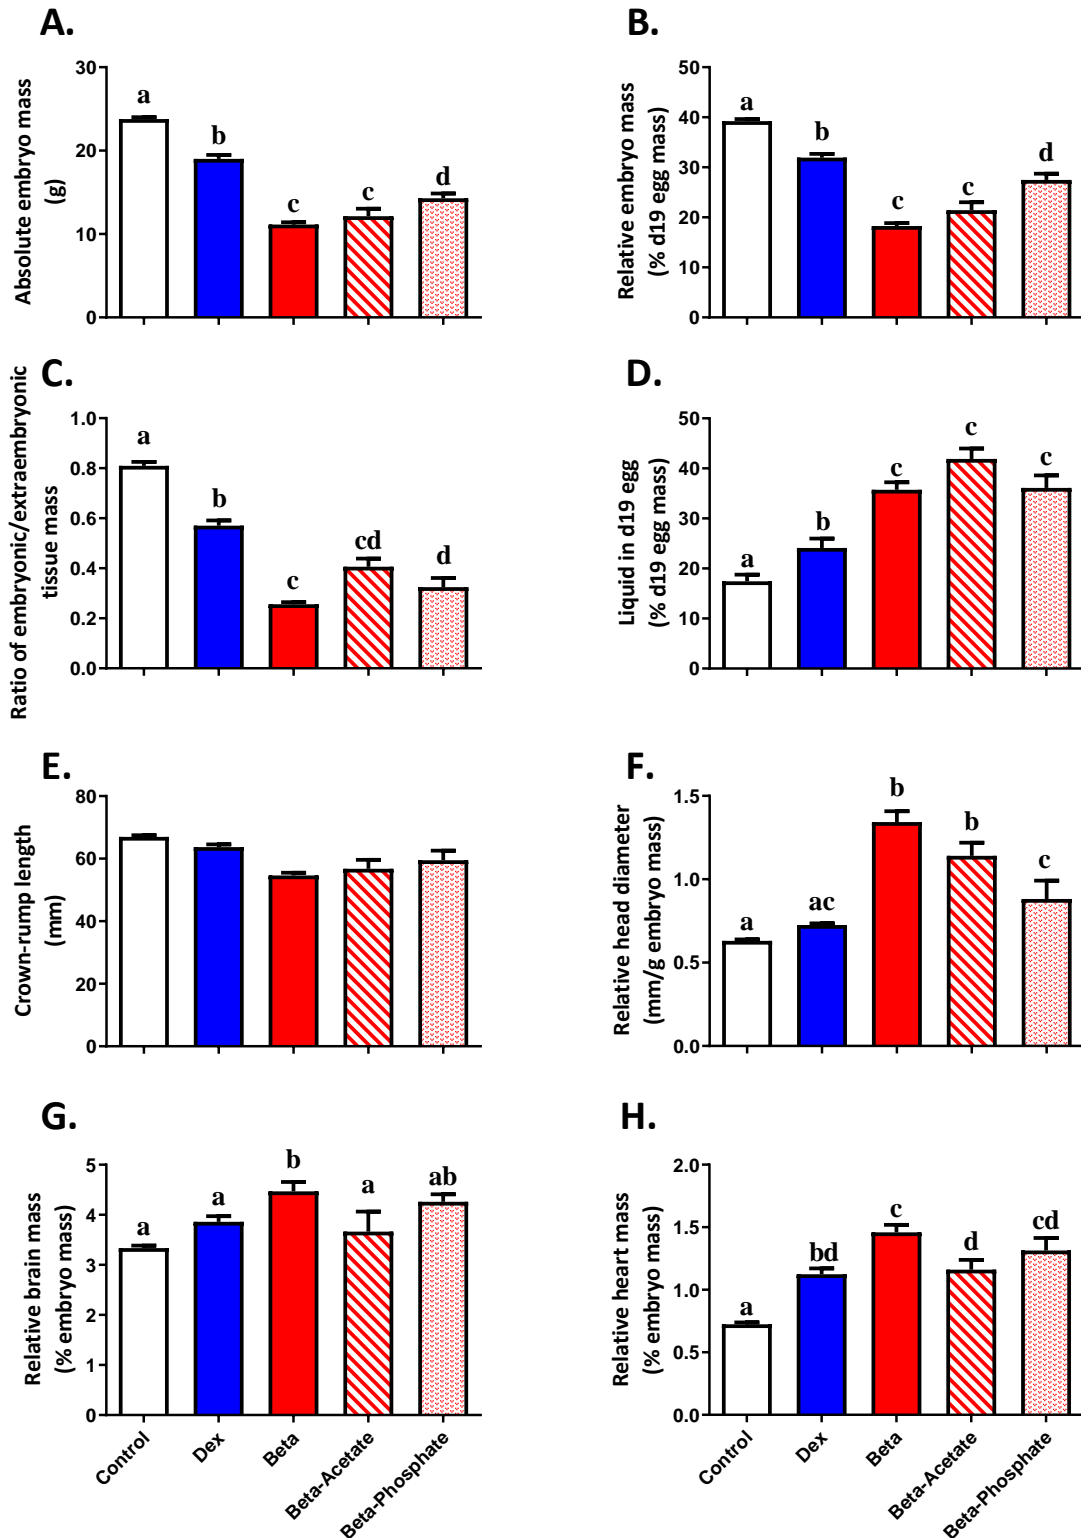 A.
Absolute embryo mass
(g)
30
20
10
0
a
b
c
c
d
B.
Relative embryo mass
(% d19 egg mass)
50
40
30
20
10
0
a
b
c
c
d
C.
Ratio of embryonic/extraembryonic
tissue mass
1.0
0.8
0.6
0.4
0.2
0.0
a
b
c
cd
d
D.
Liquid in d19 egg
(% d19 egg mass)
50
40
30
20
10
0
a
b
c
c
c
E.
Crown-rump length
(mm)
80
60
40
20
0
F.
Relative head diameter
(mm/g embryo mass)
1.5
1.0
0.5
0.0
a
ac
b
b
c
G.
Relative brain mass
(% embryo mass)
5
4
3
2
1
0
a
a
b
a
ab
Control
Dex
Beta
Beta-Acetate
Beta-Phosphate
H.
Relative heart mass
(% embryo mass)
2.0
1.5
1.0
0.5
0.0
a
bd
c
d
cd
Control
Dex
Beta
Beta-Acetate
Beta-Phosphate